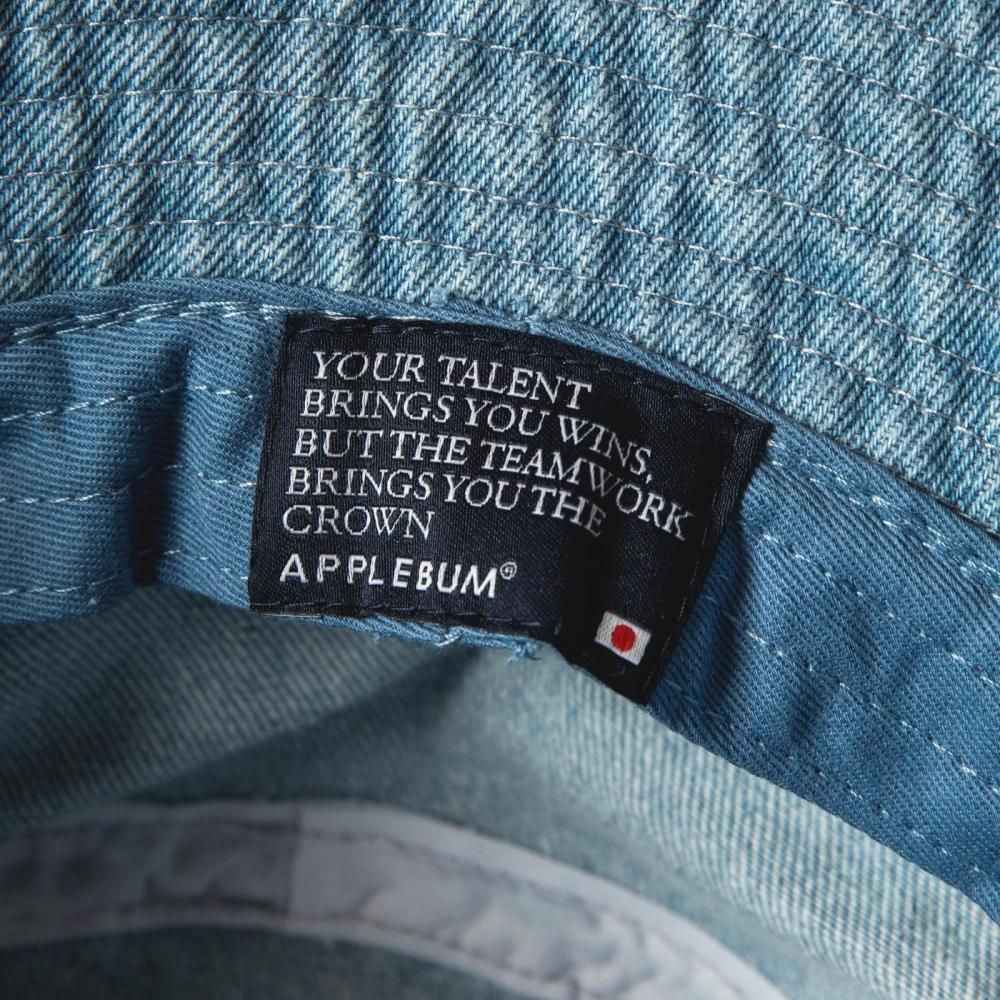 YOUR TALENT
BRINGS YOU WINS,
BUT THE TEAMWORK
BRINGS YOU THE
CROWN
APPLEBUM®